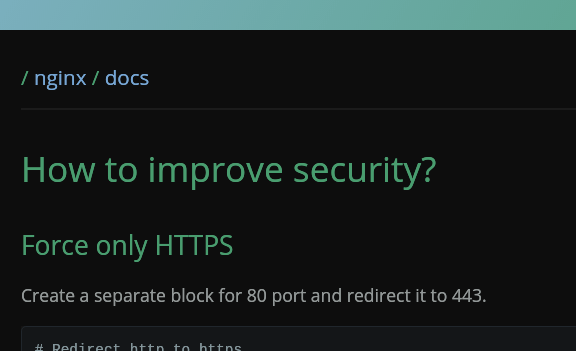 / nginx / docs
How to improve security?
Force only HTTPS
Create a separate block for 80 port and redirect it to 443.
# Redirect http to https